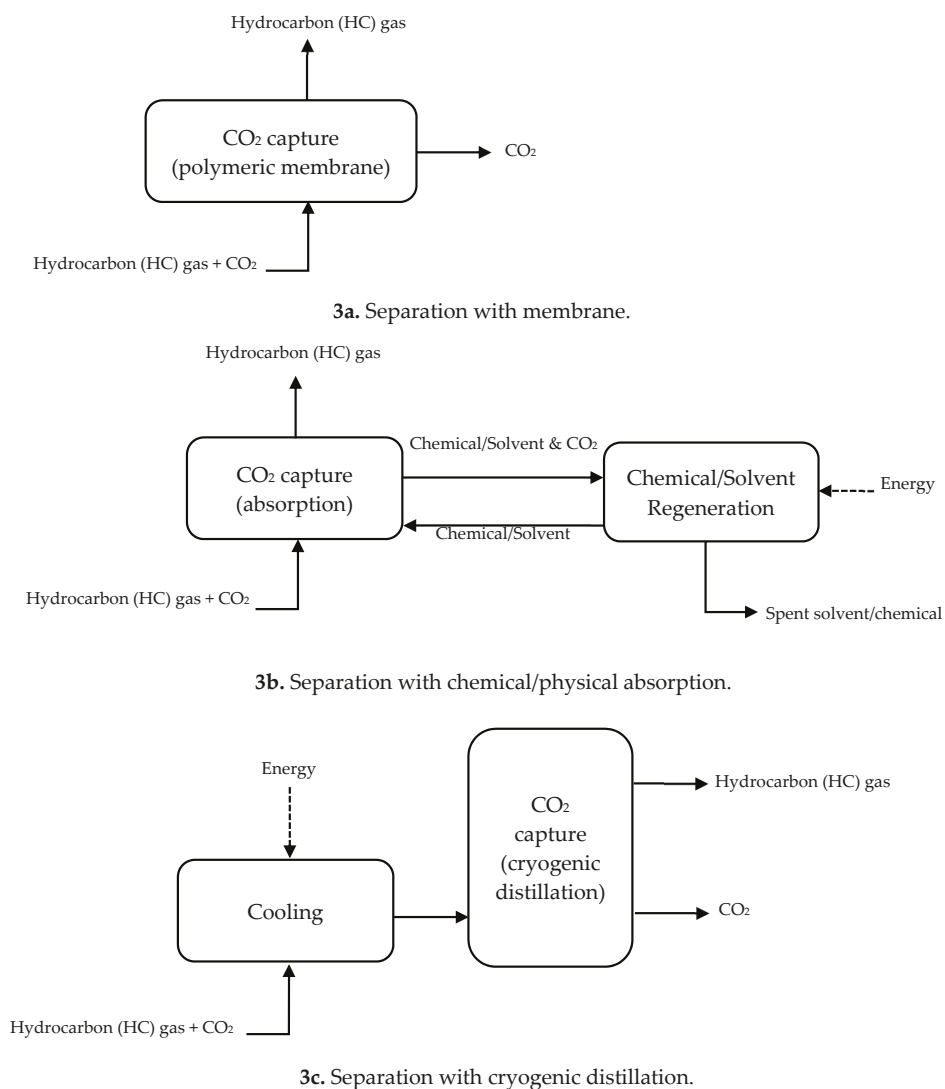 Hydrocarbon (HC) gas
CO₂ capture
(polymeric membrane)
CO₂
Hydrocarbon (HC) gas + CO₂
3a. Separation with membrane.
Hydrocarbon (HC) gas
Chemical/Solvent & CO₂
CO₂ capture
(absorption)
Chemical/Solvent
Regeneration
Energy
Chemical/Solvent
Hydrocarbon (HC) gas + CO₂
Spent solvent/chemical
3b. Separation with chemical/physical absorption.
Energy
Hydrocarbon (HC) gas
CO₂
capture
(cryogenic
distillation)
Cooling
CO₂
Hydrocarbon (HC) gas + CO₂
3c. Separation with cryogenic distillation.